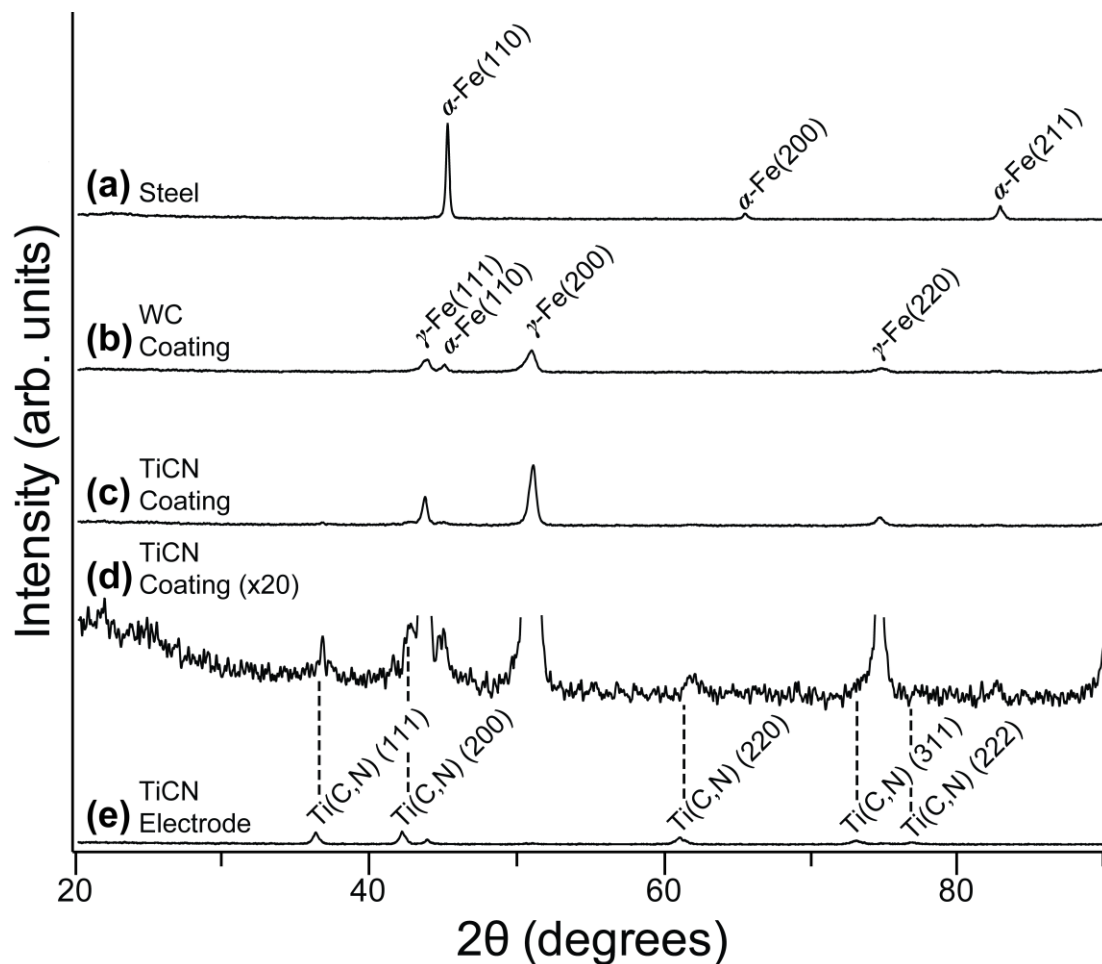 α-Fe(110)
α-Fe(200)
α-Fe(211)
(a) Steel
γ-Fe(111)
α-Fe(110)
γ-Fe(200)
γ-Fe(220)
(b) WC
Coating
(c) TiCN
Coating
(d) TiCN
Coating (x20)
Ti(C,N) (111)
Ti(C,N) (200)
Ti(C,N) (220)
Ti(C,N) (311)
Ti(C,N) (222)
(e) TiCN
Electrode
20
40
60
80
2θ (degrees)
Intensity (arb. units)